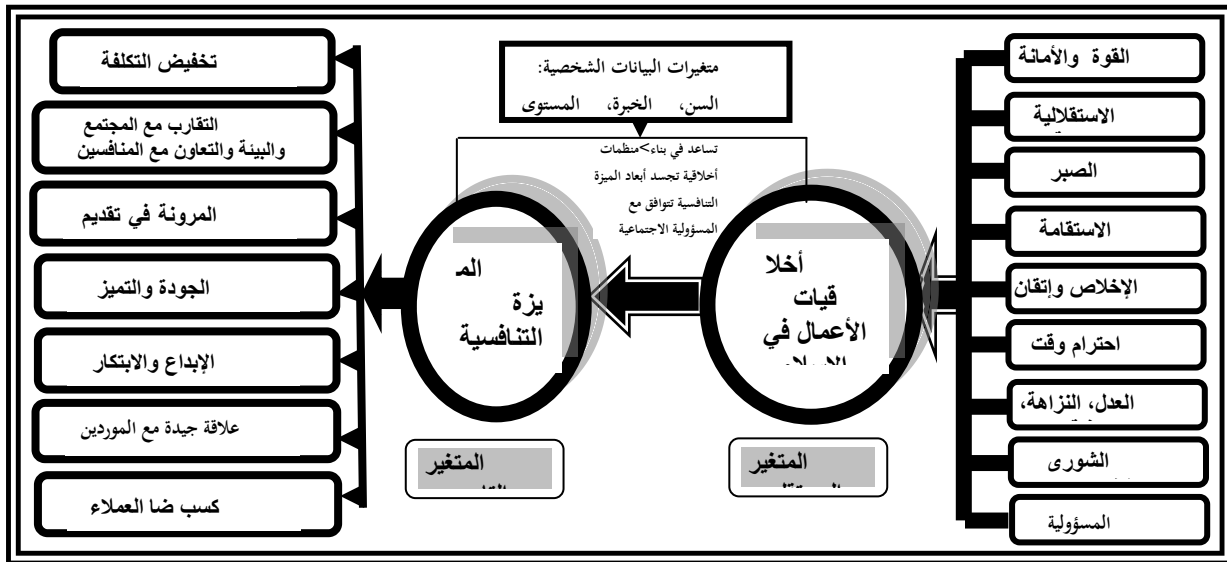 القوة والأمانة
الاستقلالية
الصبر
الاستقامة
الإخلاص وإتقان
احترام وقت
العدل، النزاهة،
الشورى
المسؤولية
متغيرات البيانات الشخصية:
السن، الخبرة، المستوى
تساعد في بناء>منظمات
أخلاقية تجسد أبعاد الميزة
التنافسية تتوافق مع
المسؤولية الاجتماعية
أخلا
قيات
الأعمال في
المتغير
المـ
يزة
التنافسية
المتغير
تخفيض التكلفة
التقارب مع المجتمع
والبيئة والتعاون مع المنافسين
المرونة في تقديم
الجودة والتميز
الإبداع والابتكار
علاقة جيدة مع الموردين
كسب ضا العملاء